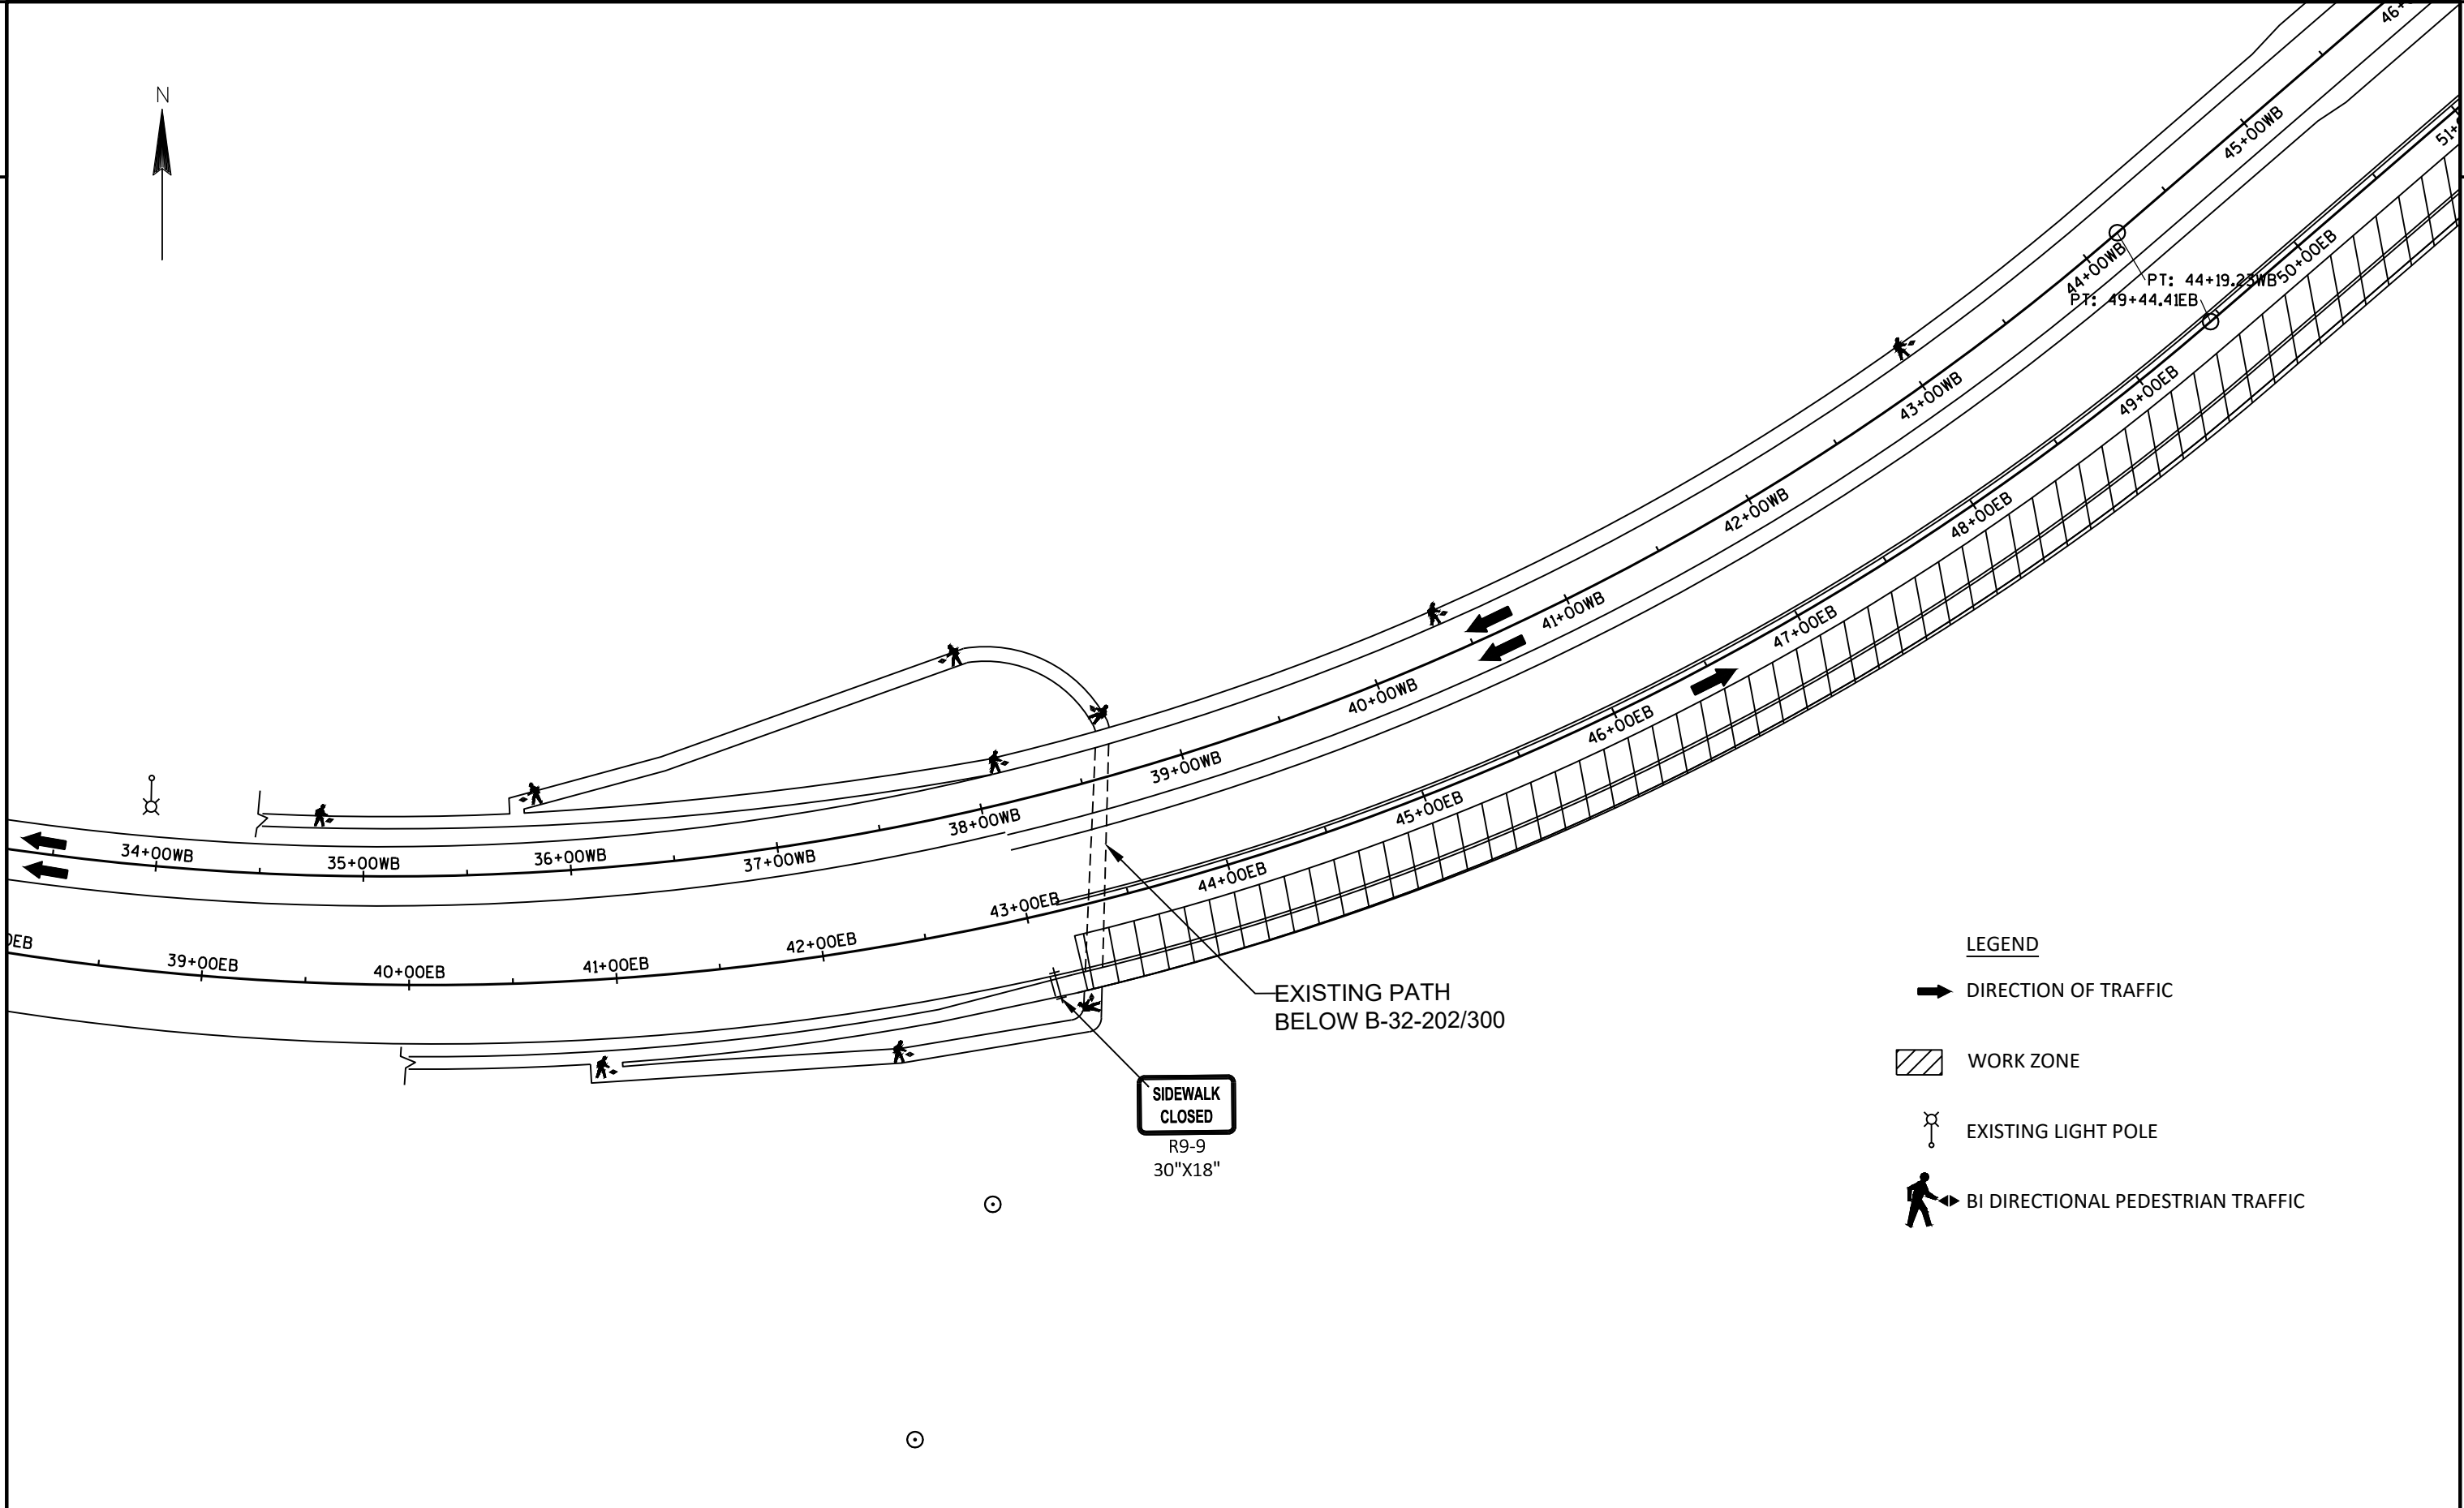 N
46+
45+00WB
51+
44+00WB
50+00EB
PT: 44+19.23WB
PT: 49+44.41EB
43+00WB
49+00EB
42+00WB
48+00EB
41+00WB
47+00EB
40+00WB
46+00EB
39+00WB
45+00EB
38+00WB
34+00WB
35+00WB
36+00WB
37+00WB
44+00EB
43+00EB
0EB
39+00EB
40+00EB
41+00EB
42+00EB
EXISTING PATH
BELOW B-32-202/300
SIDEWALK
CLOSED
R9-9
30"X18"
LEGEND
DIRECTION OF TRAFFIC
WORK ZONE
EXISTING LIGHT POLE
BI DIRECTIONAL PEDESTRIAN TRAFFIC